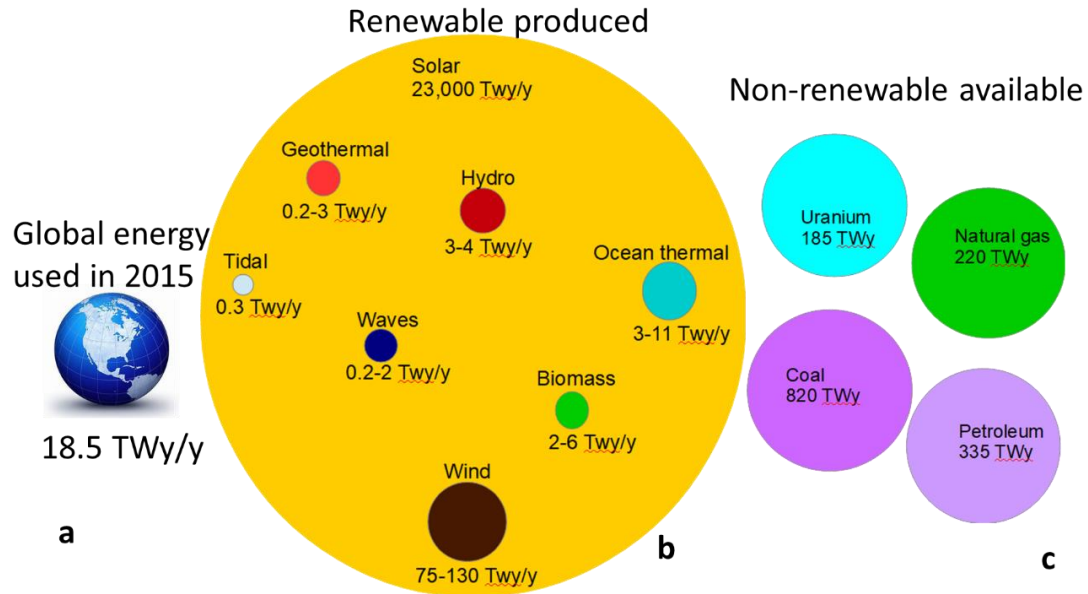 Renewable produced
Solar
23,000 Twy/y
Geothermal
0.2-3 Twy/y
Hydro
3-4 Twy/y
Tidal
0.3 Twy/y
Ocean thermal
3-11 Twy/y
Waves
0.2-2 Twy/y
Biomass
2-6 Twy/y
Wind
75-130 Twy/y
b
Global energy
used in 2015
18.5 TWy/y
a
Non-renewable available
Uranium
185 TWy
Natural gas
220 TWy
Coal
820 TWy
Petroleum
335 TWy
c